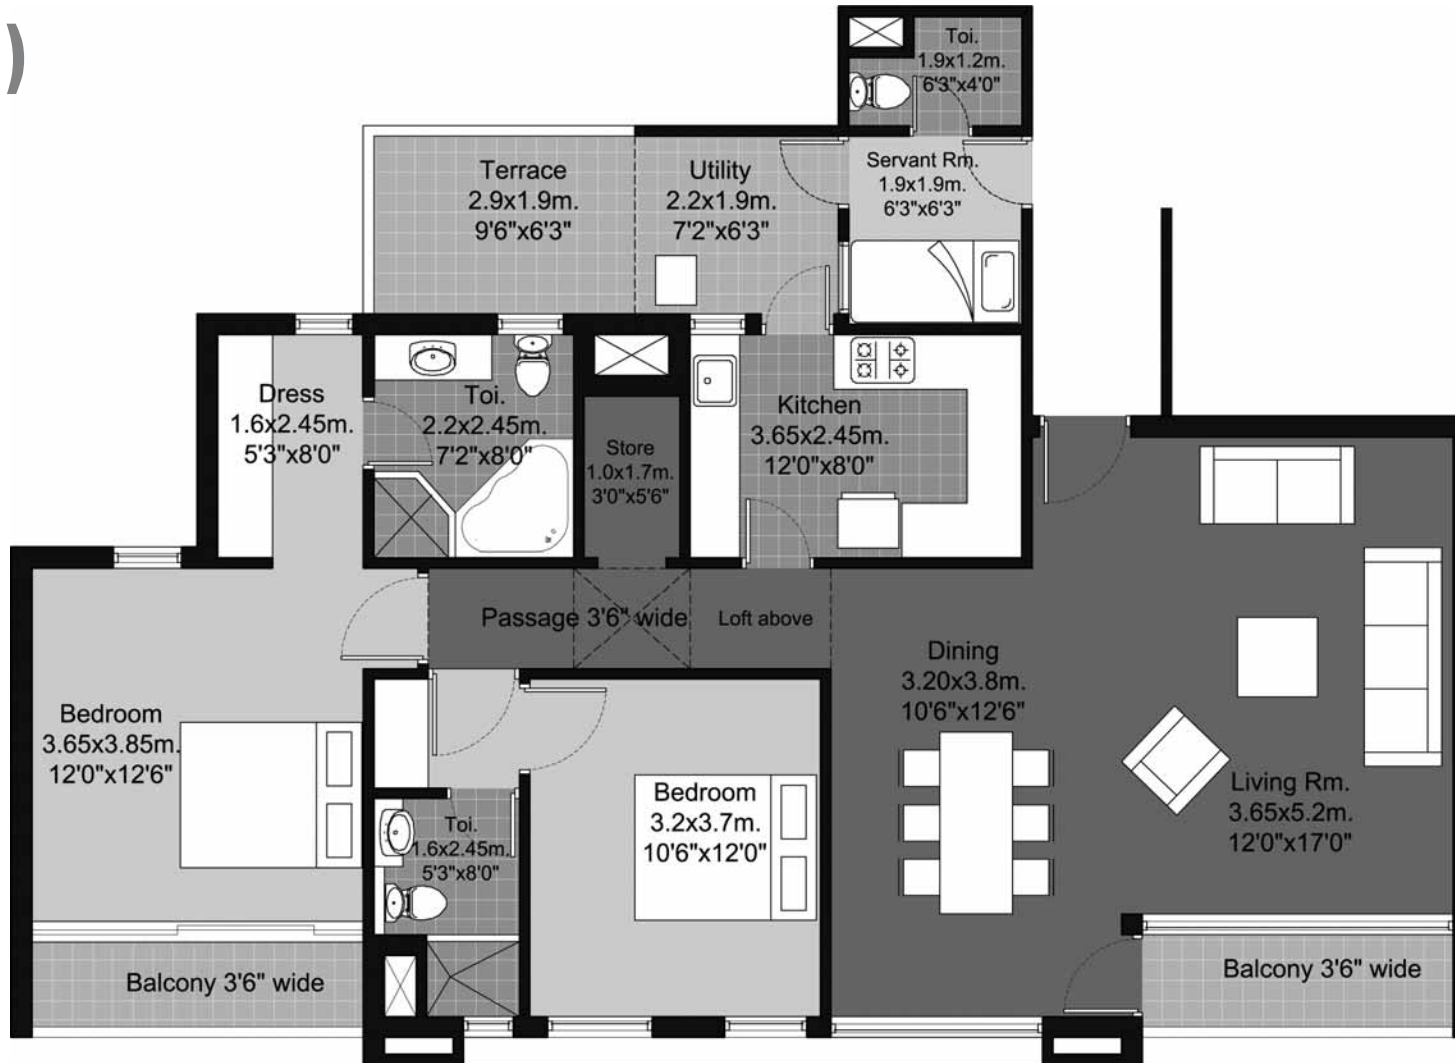 )
Toi.
1.9x1.2m.
6'3"x4'0"
Terrace
2.9x1.9m.
9'6"x6'3"
Utility
2.2x1.9m.
7'2"x6'3"
Servant Rm.
1.9x1.9m.
6'3"x6'3"
Dress
1.6x2.45m.
5'3"x8'0"
Toi.
2.2x2.45m.
7'2"x8'0"
Store
1.0x1.7m.
3'0"x5'6"
Kitchen
3.65x2.45m.
12'0"x8'0"
Passage 3'6" wide
Loft above
Dining
3.20x3.8m.
10'6"x12'6"
Bedroom
3.65x3.85m.
12'0"x12'6"
Bedroom
3.2x3.7m.
10'6"x12'0"
Living Rm.
3.65x5.2m.
12'0"x17'0"
Toi.
1.6x2.45m.
5'3"x8'0"
Balcony 3'6" wide
Balcony 3'6" wide